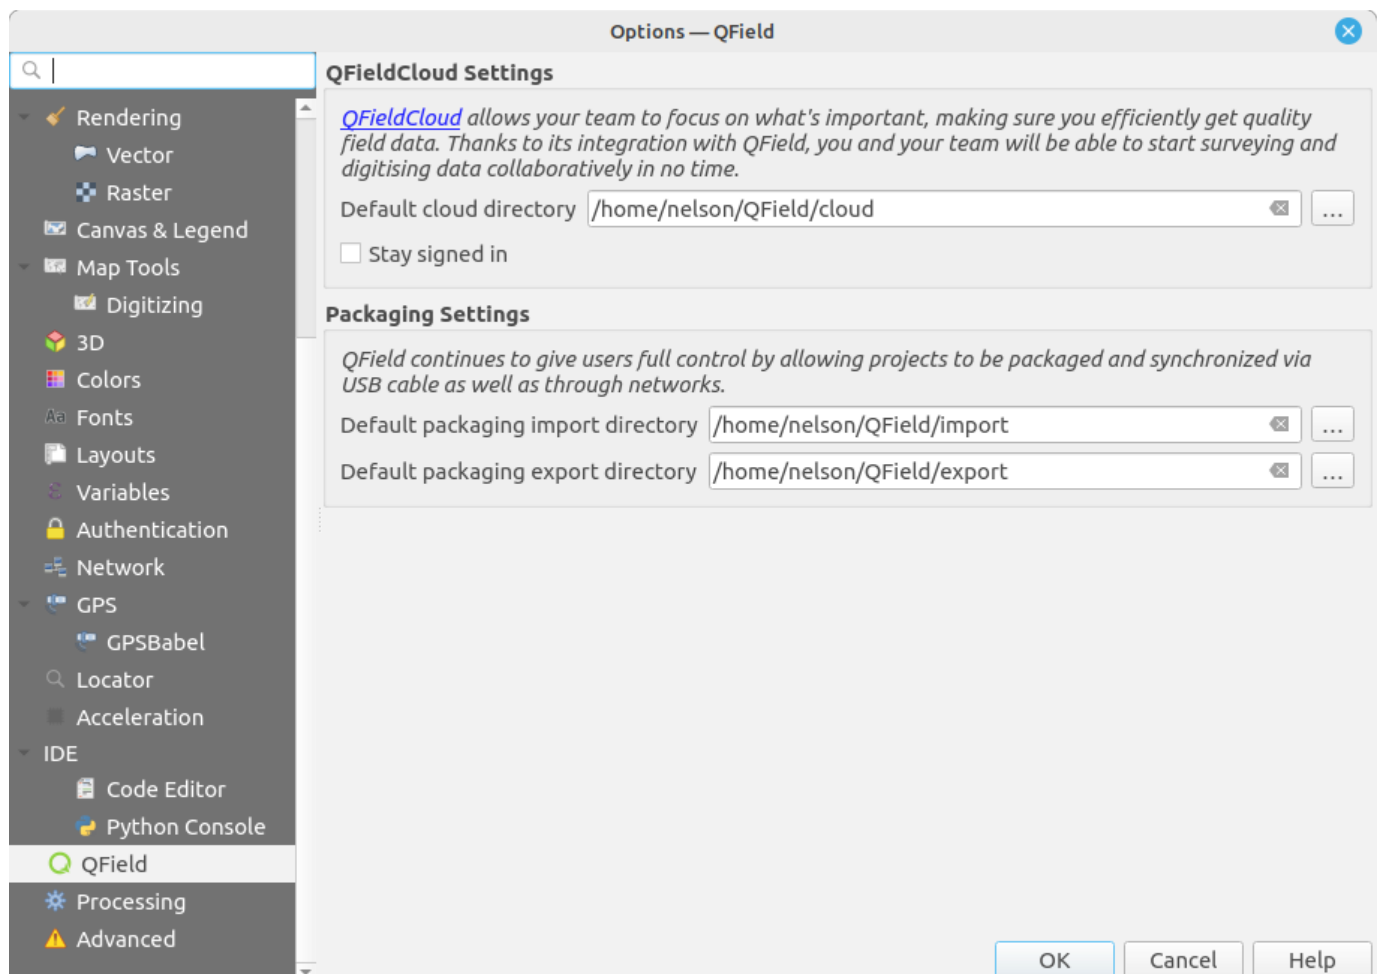 Options — QField
QFieldCloud Settings
QFieldCloud allows your team to focus on what's important, making sure you efficiently get quality
field data. Thanks to its integration with QField, you and your team will be able to start surveying and
digitising data collaboratively in no time.
Default cloud directory /home/nelson/QField/cloud ...
Stay signed in
Packaging Settings
QField continues to give users full control by allowing projects to be packaged and synchronized via
USB cable as well as through networks.
Default packaging import directory /home/nelson/QField/import ...
Default packaging export directory /home/nelson/QField/export ...
Rendering
Vector
Raster
Canvas & Legend
Map Tools
Digitizing
3D
Colors
Aa Fonts
Layouts
ε Variables
Authentication
Network
GPS
GPSBabel
Locator
Acceleration
IDE
Code Editor
Python Console
QField
Processing
Advanced
OK Cancel Help